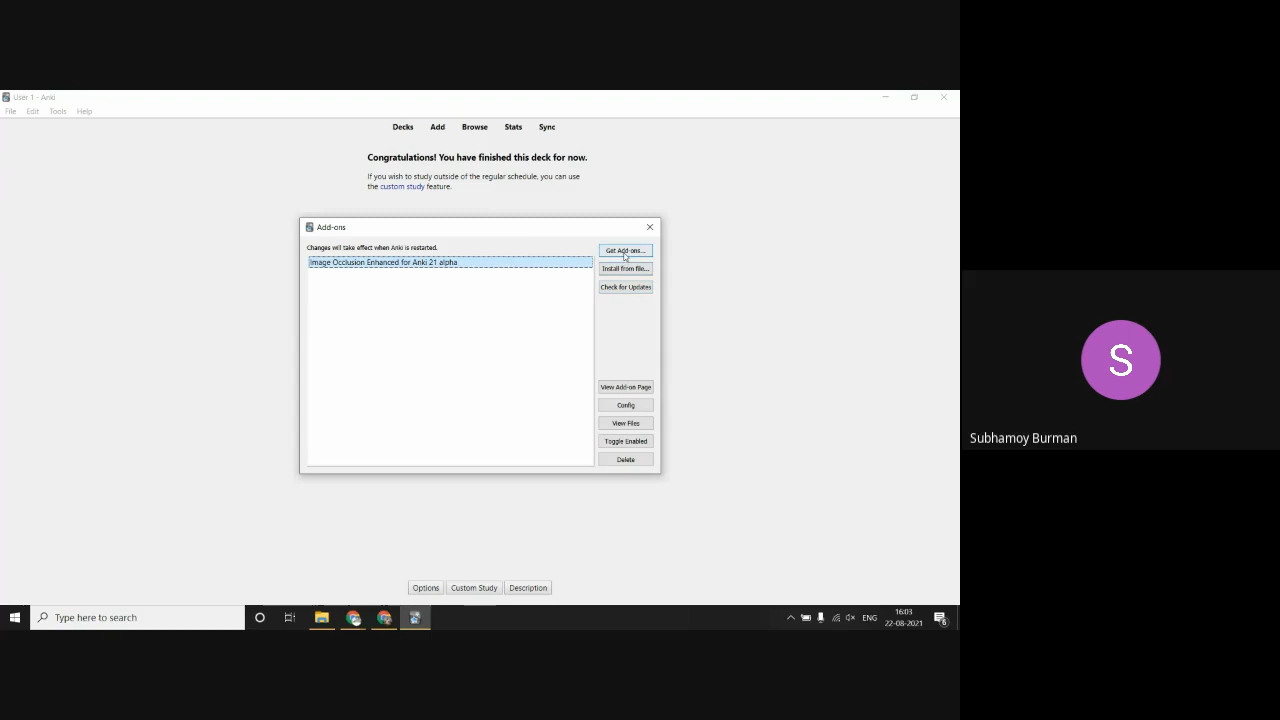 User 1 - Anki
File Edit Tools Help
Decks Add Browse Stats Sync
Congratulations! You have finished this deck for now.
If you wish to study outside of the regular schedule, you can use
the custom study feature.
Add-ons
Changes will take effect when Anki is restarted.
Image Occlusion Enhanced for Anki 21 alpha
Get Add-ons...
Install from file...
Check for Updates
View Add-on Page
Config
View Files
Toggle Enabled
Delete
S
Subhamoy Burman
Options Custom Study Description
Type here to search
ENG
16:03
22-08-2021
6